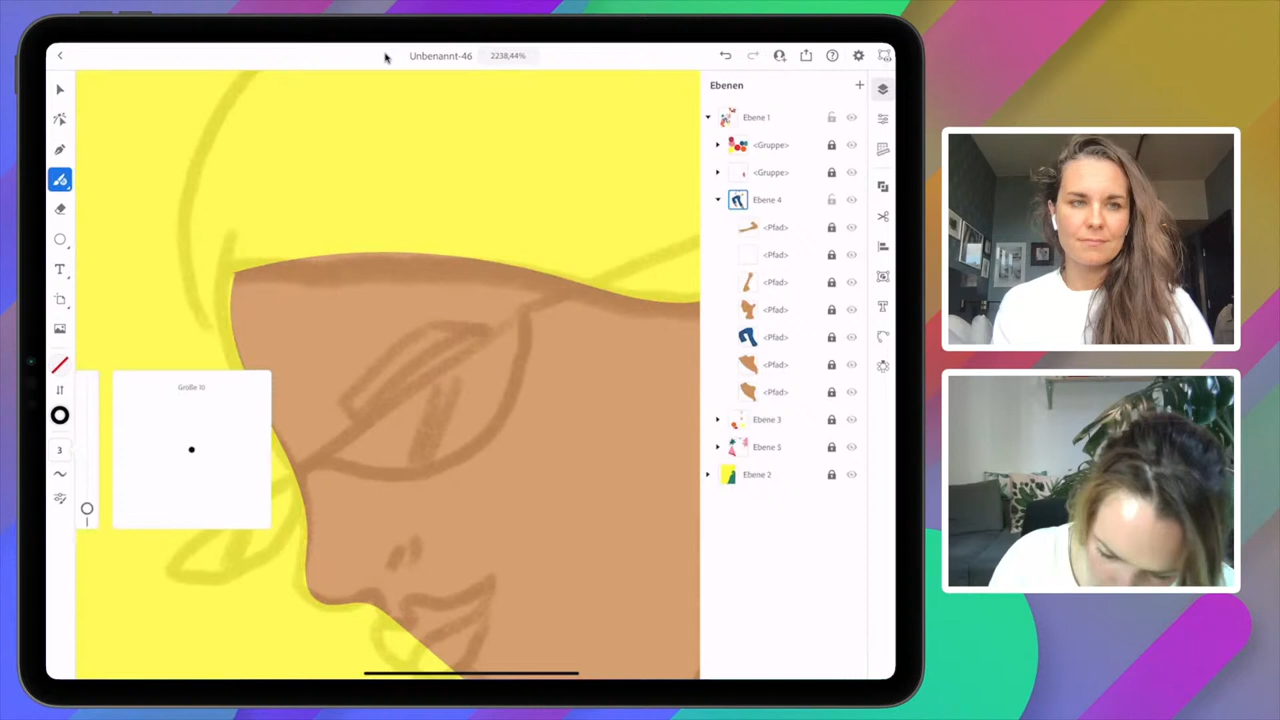 Unbenannt-46
2238,44%
Ebenen
Ebene 1
<Gruppe>
<Gruppe>
Ebene 4
<Pfad>
<Pfad>
<Pfad>
<Pfad>
<Pfad>
<Pfad>
<Pfad>
Ebene 3
Ebene 5
Ebene 2
Größe 10
3